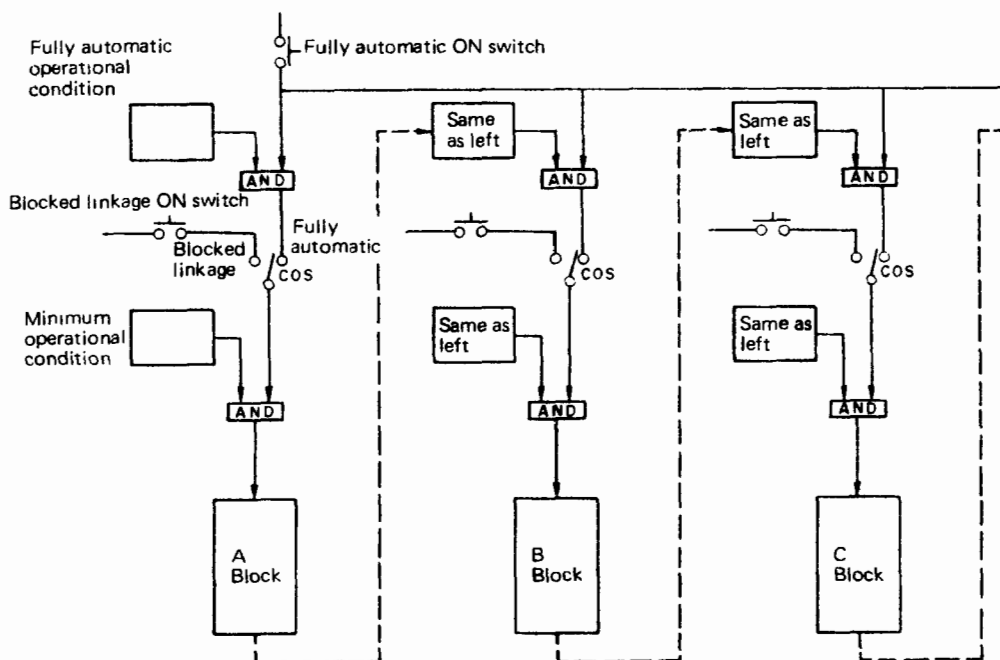 Fully automatic ON switch
Fully automatic
operational
condition
Same
as left
Same as
left
AND
AND
AND
Blocked linkage ON switch
Fully
automatic
Blocked
linkage
COS
COS
COS
Minimum
operational
condition
Same as
left
Same as
left
AND
AND
AND
A
Block
B
Block
C
Block